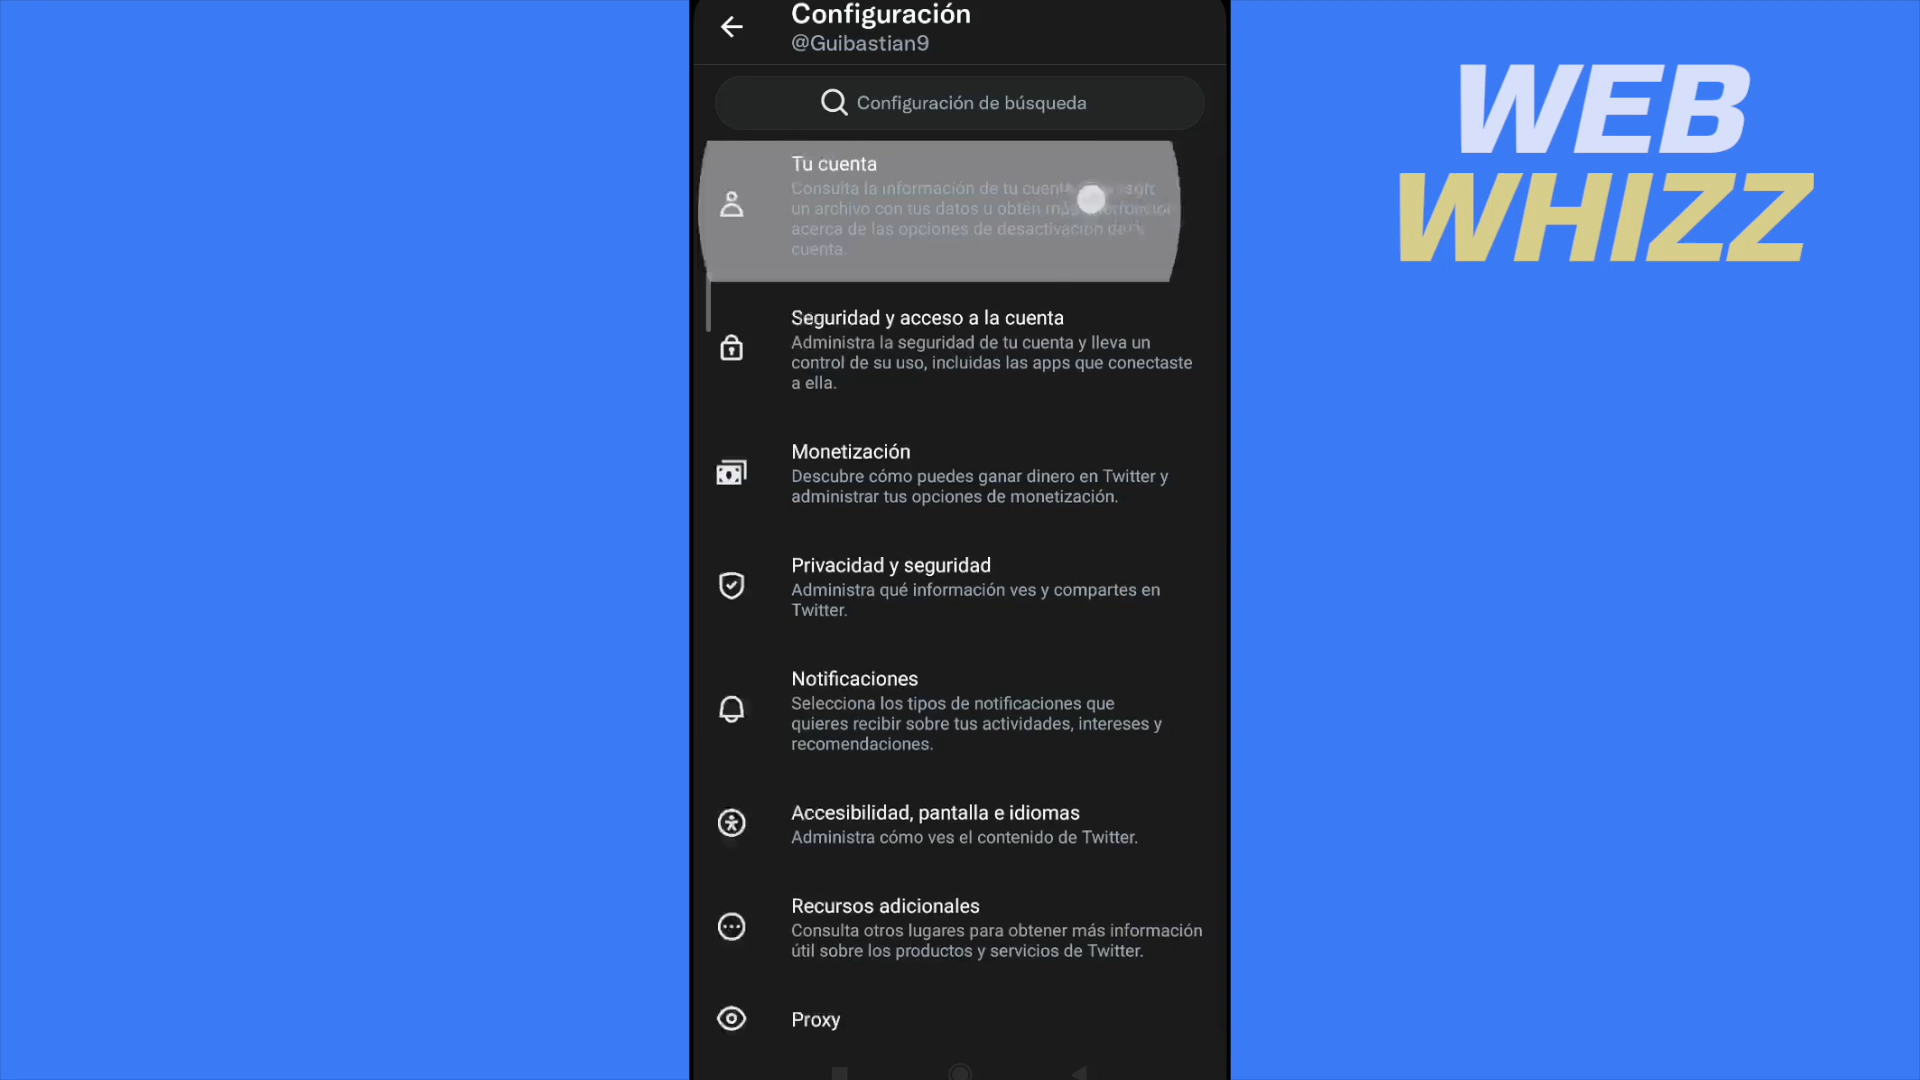 Configuración
@Guibastian9
Configuración de búsqueda
WEB
WHIZZ
Tu cuenta
Consulta la información de tu cuenta
un archivo con tus datos u obtén más información
acerca de las opciones de desactivación de
cuenta.
Seguridad y acceso a la cuenta
Administra la seguridad de tu cuenta y lleva un
control de su uso, incluidas las apps que conectaste
a ella.
Monetización
Descubre cómo puedes ganar dinero en Twitter y
administrar tus opciones de monetización.
Privacidad y seguridad
Administra qué información ves y compartes en
Twitter.
Notificaciones
Selecciona los tipos de notificaciones que
quieres recibir sobre tus actividades, intereses y
recomendaciones.
Accesibilidad, pantalla e idiomas
Administra cómo ves el contenido de Twitter.
Recursos adicionales
Consulta otros lugares para obtener más información
útil sobre los productos y servicios de Twitter.
Proxy